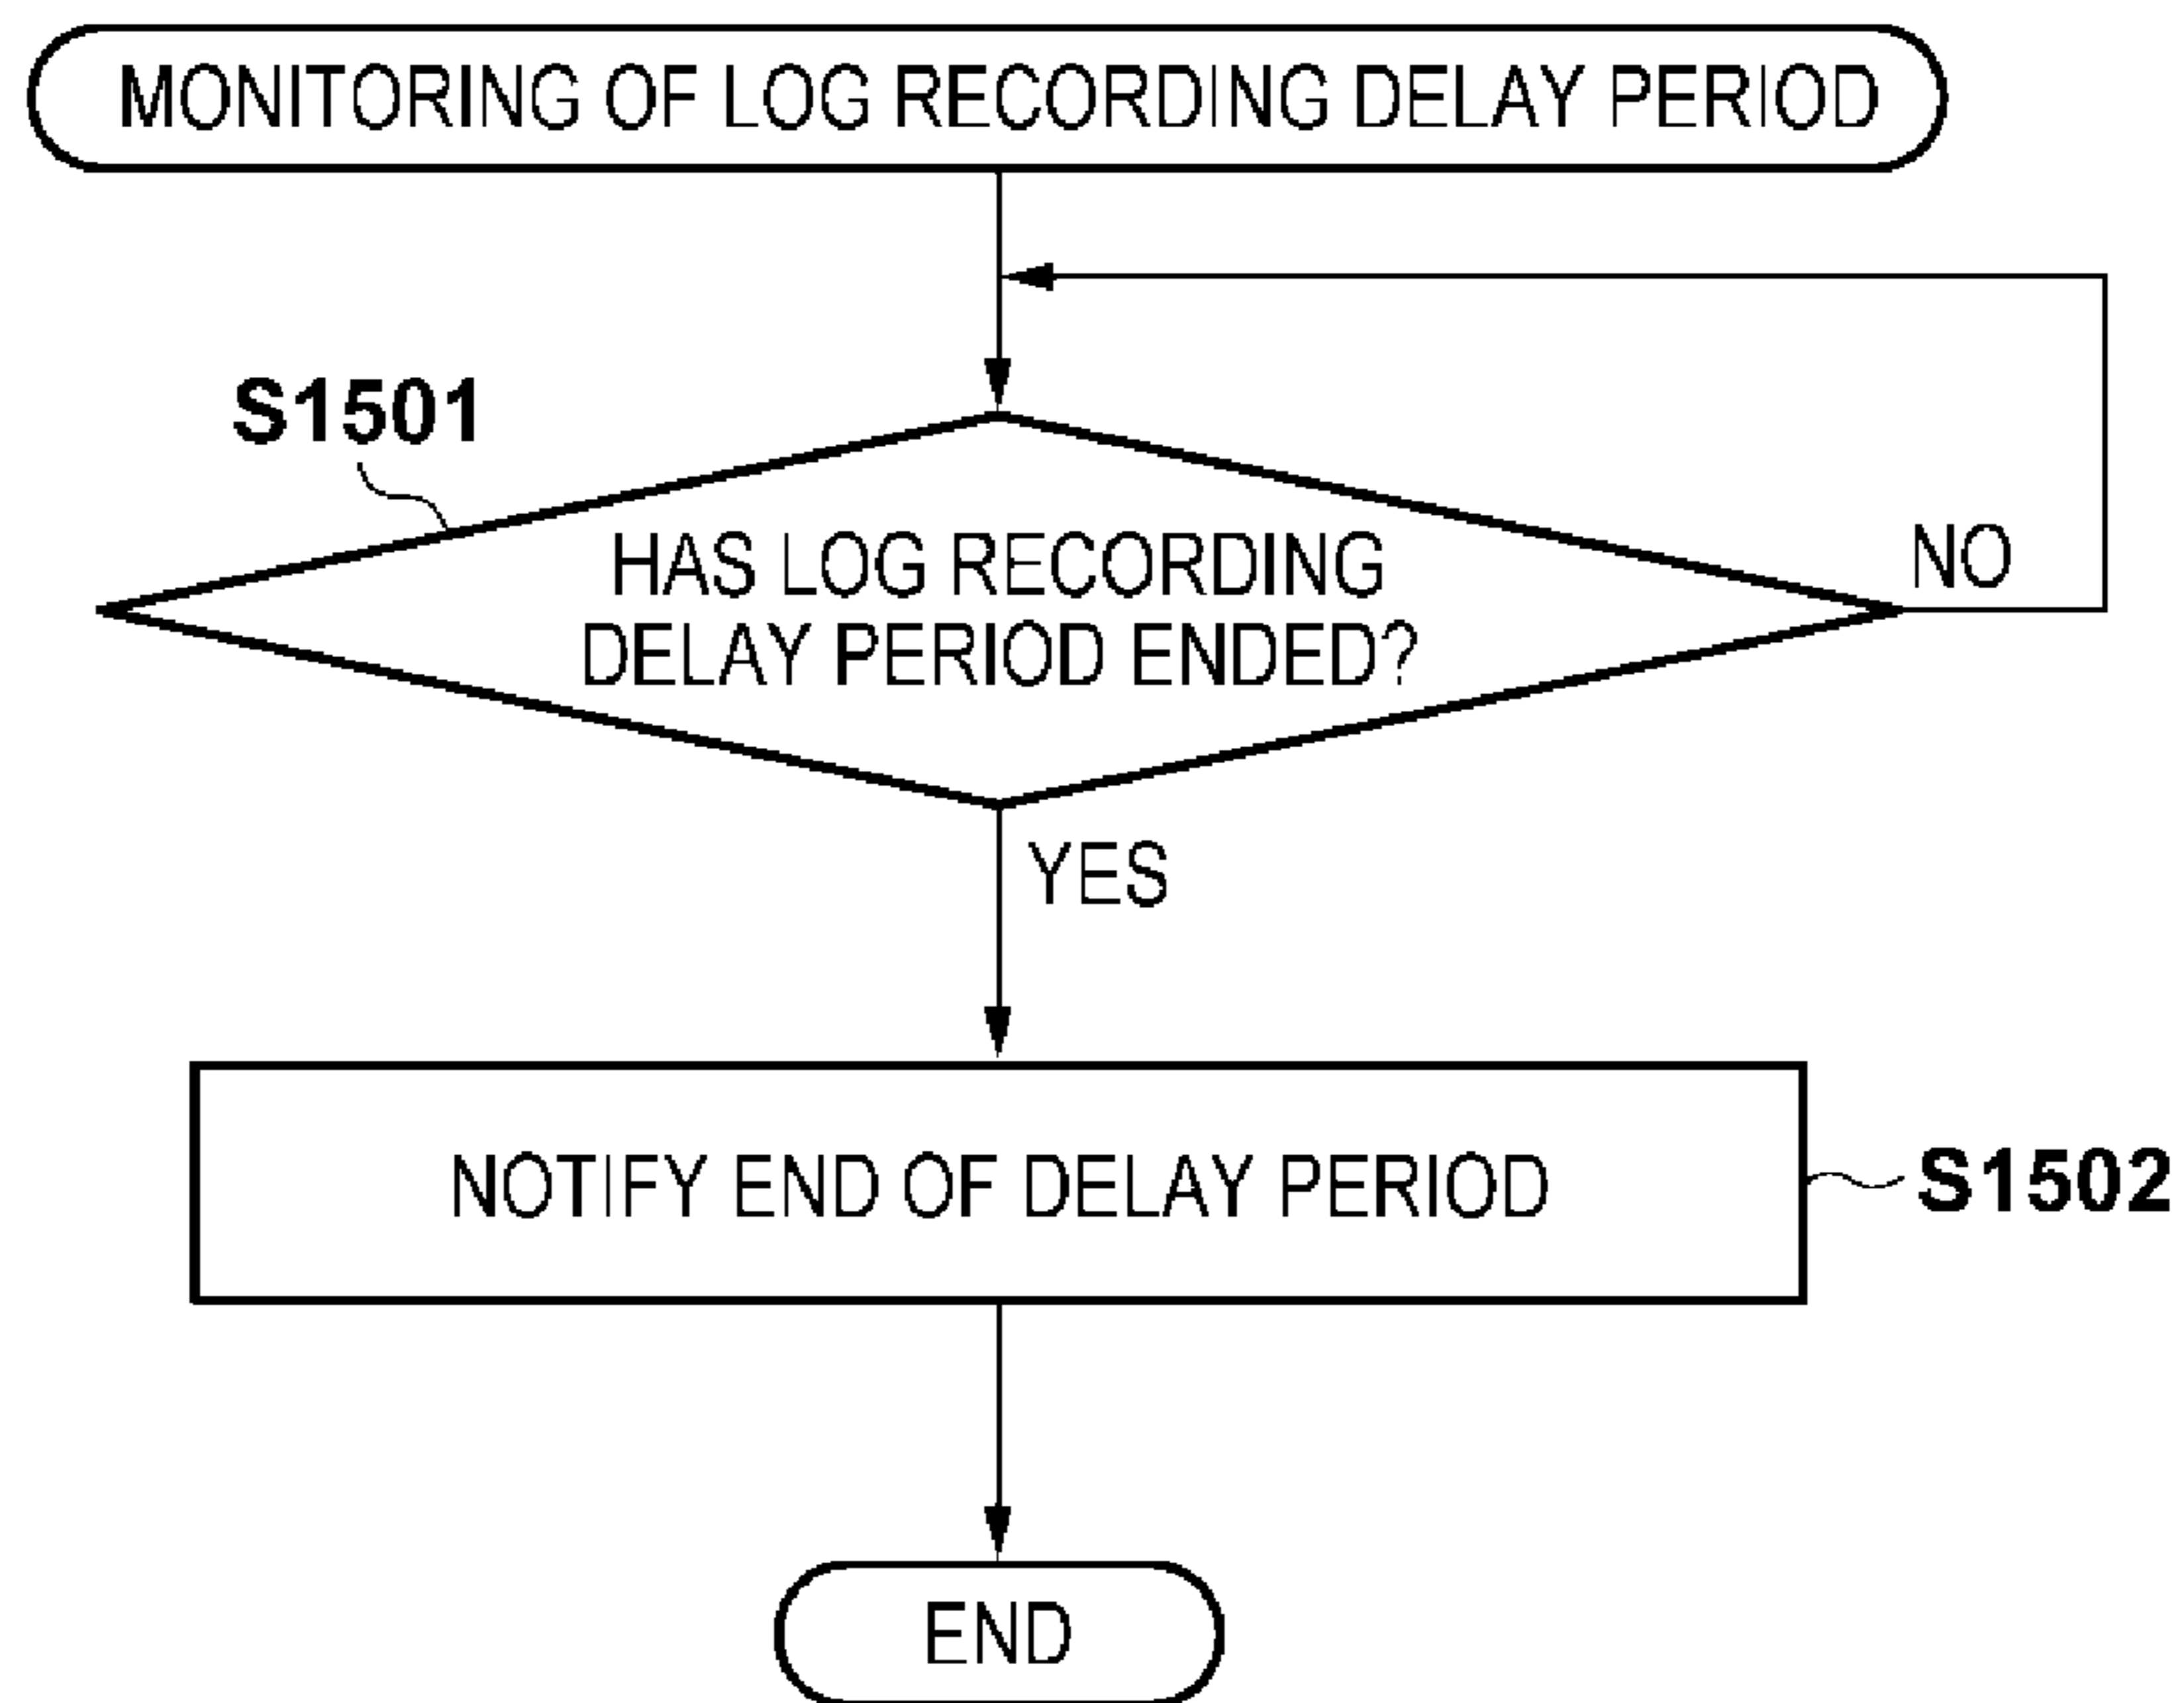 MONITORING OF LOG RECORDING DELAY PERIOD
S1501
HAS LOG RECORDING
DELAY PERIOD ENDED?
NO
YES
NOTIFY END OF DELAY PERIOD
S1502
END